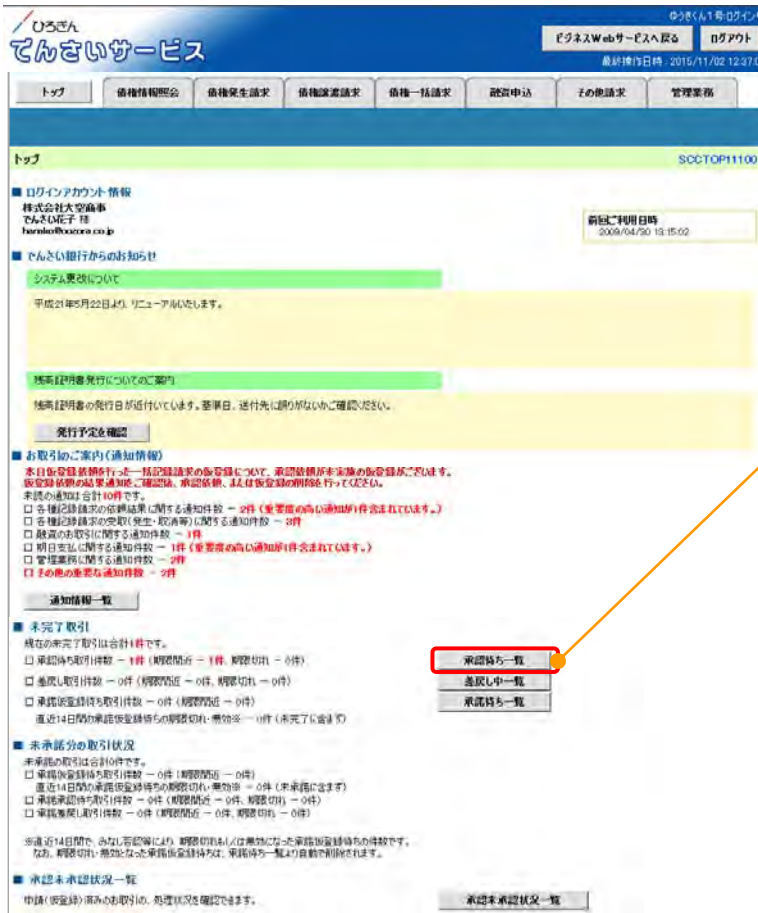 ひろぎん
でんさいサービス
ゆうきくん1号:ログイン
ビジネスWebサービスへ戻る ログアウト
最終操作日時:2015/11/02 12:37:0
トップ 債権情報照会 債権発生請求 債権譲渡請求 債権一括請求 融資申込 その他請求 管理業務
トップ SCCTOP11100
■ ログインアカウント情報
株式会社大空商事
でんさい花子 様
hanako@oozora.co.jp
前回ご利用日時
2009/04/30 13:15:02
■ でんさい銀行からのお知らせ
システム更改について
平成21年5月22日より、リニューアルいたします。
残高証明書発行についてのご案内
残高証明書の発行日が近付いています。基準日、送付先に誤りがないかご確認ください。
発行予定を確認
■ お取引のご案内(通知情報)
本日仮登録依頼を行った一括記録請求の仮登録について、承認依頼が未実施の仮登録がございます。
仮登録依頼の結果通知をご確認後、承認依頼、または仮登録の削除を行ってください。
未読の通知は合計10件です。
□ 各種記録請求の依頼結果に関する通知件数 - 2件(重要度の高い通知が1件含まれています。)
□ 各種記録請求の受取(発生・取消等)に関する通知件数 - 3件
□ 融資のお取引に関する通知件数 - 1件
□ 期日支払に関する通知件数 - 1件(重要度の高い通知が1件含まれています。)
□ 管理業務に関する通知件数 - 2件
□ その他の重要な通知件数 - 2件
通知情報一覧
■ 未完了取引
現在の未完了取引は合計1件です。
□ 承認待ち取引件数 - 1件(期限間近 - 1件、期限切れ - 0件) 承認待ち一覧
□ 差戻し取引件数 - 0件(期限間近 - 0件、期限切れ - 0件) 差戻し中一覧
□ 承諾仮登録待ち取引件数 - 0件(期限間近 - 0件) 承諾待ち一覧
直近14日間の承諾仮登録待ちの期限切れ・無効※ - 0件(未完了に含まず)
■ 未承諾分の取引状況
未承諾の取引は合計0件です。
□ 承諾仮登録待ち取引件数 - 0件(期限間近 - 0件)
直近14日間の承諾仮登録待ちの期限切れ・無効※ - 0件(未承諾に含まず)
□ 承諾承認待ち取引件数 - 0件(期限間近 - 0件、期限切れ - 0件)
□ 承諾差戻し取引件数 - 0件(期限間近 - 0件、期限切れ - 0件)
※直近14日間で、みなし否認等により、期限切れもしくは無効になった承諾仮登録待ちの件数です。
なお、期限切れ・無効となった承諾仮登録待ちは、承諾待ち一覧より自動で削除されます。
■ 承認未承認状況一覧
申請(仮登録)済みのお取引の、処理状況を確認できます。 承認未承認状況一覧